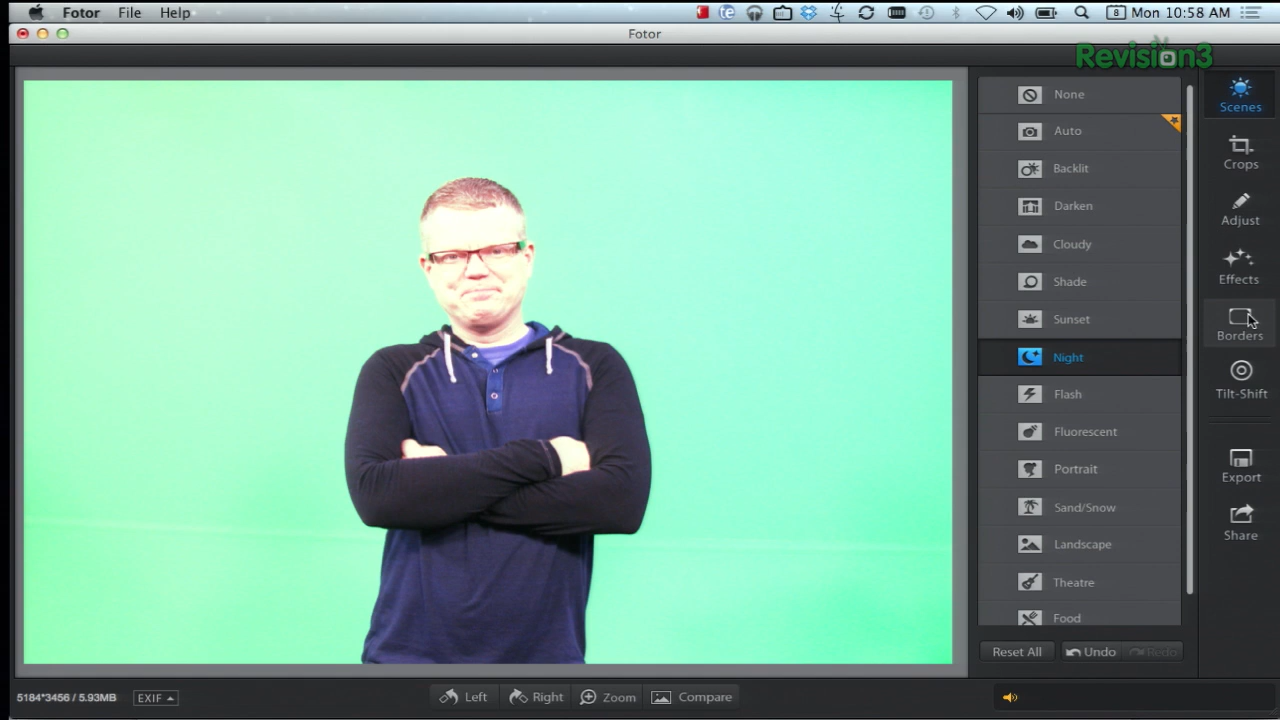 Fotor File Help
8 Mon 10:58 AM
Fotor
Revision3
None
Auto
Backlit
Darken
Cloudy
Shade
Sunset
Night
Flash
Fluorescent
Portrait
Sand/Snow
Landscape
Theatre
Food
Reset All Undo Redo
Scenes
Crops
Adjust
Effects
Borders
Tilt-Shift
Export
Share
5184*3456 / 5.93MB EXIF
Left Right Zoom Compare